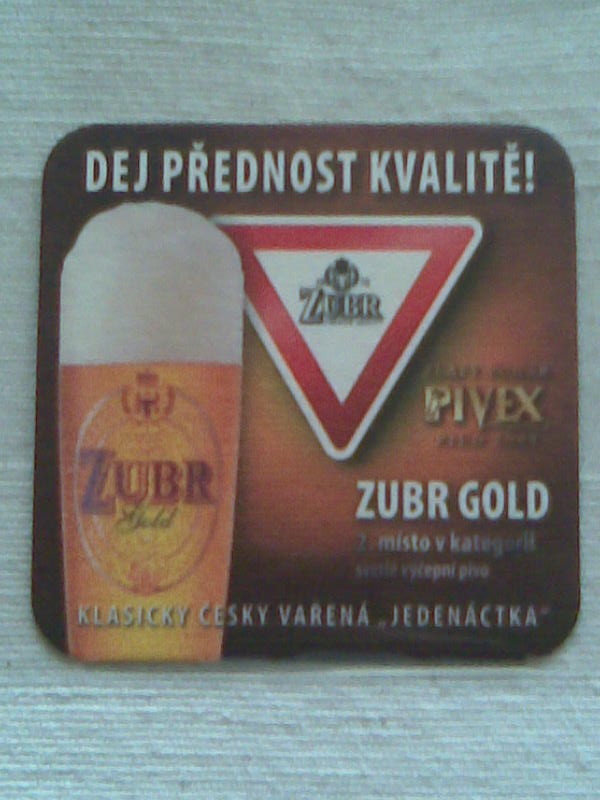 DEJ PŘEDNOST KVALITĚ!
ZUBR
PIVEX
ZUBR
Gold
ZUBR GOLD
2. místo v kategorii
světlé výčepní pivo
KLASICKY ČESKY VAŘENÁ „JEDENÁCTKA“